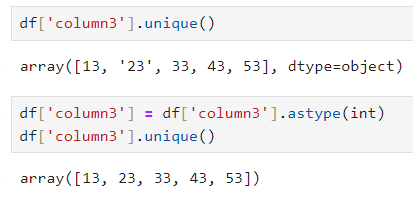 df['column3'].unique()
array([13, '23', 33, 43, 53], dtype=object)
df['column3'] = df['column3'].astype(int)
df['column3'].unique()
array([13, 23, 33, 43, 53])